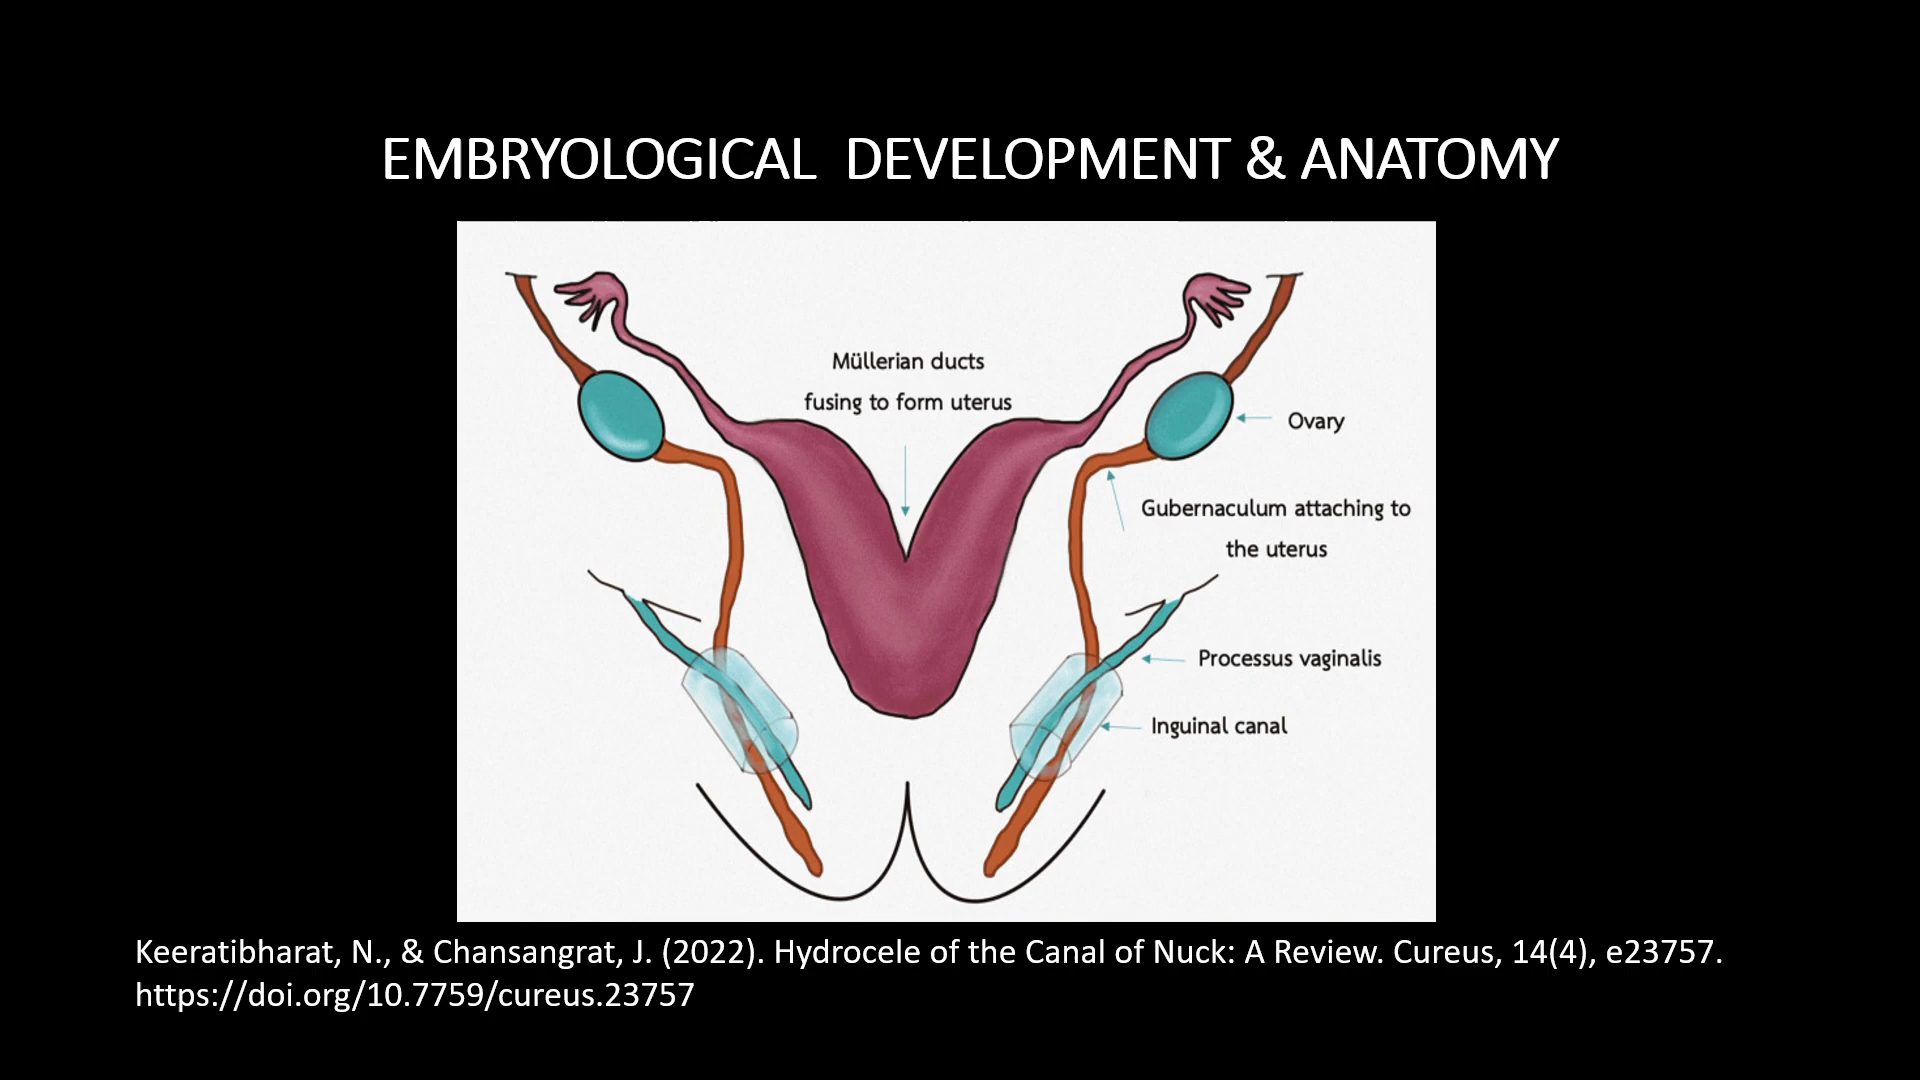 EMBRYOLOGICAL  DEVELOPMENT & ANATOMY
Müllerian ducts
fusing to form uterus
Ovary
Gubernaculum attaching to
the uterus
Processus vaginalis
Inguinal canal
Keeratibharat, N., & Chansangrat, J. (2022). Hydrocele of the Canal of Nuck: A Review. Cureus, 14(4), e23757.
https://doi.org/10.7759/cureus.23757